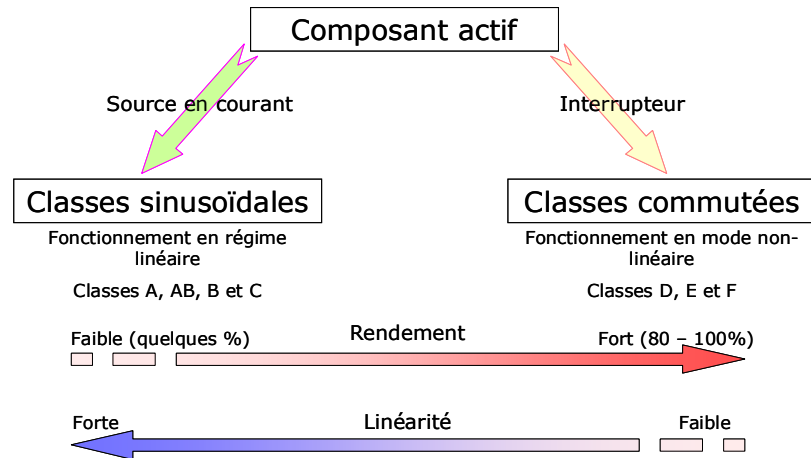 Composant actif
Source en courant
Interrupteur
Classes sinusoïdales
Classes commutées
Fonctionnement en régime
linéaire
Fonctionnement en mode non-
linéaire
Classes A, AB, B et C
Classes D, E et F
Faible (quelques %)
Rendement
Fort (80 – 100%)
Forte
Linéarité
Faible